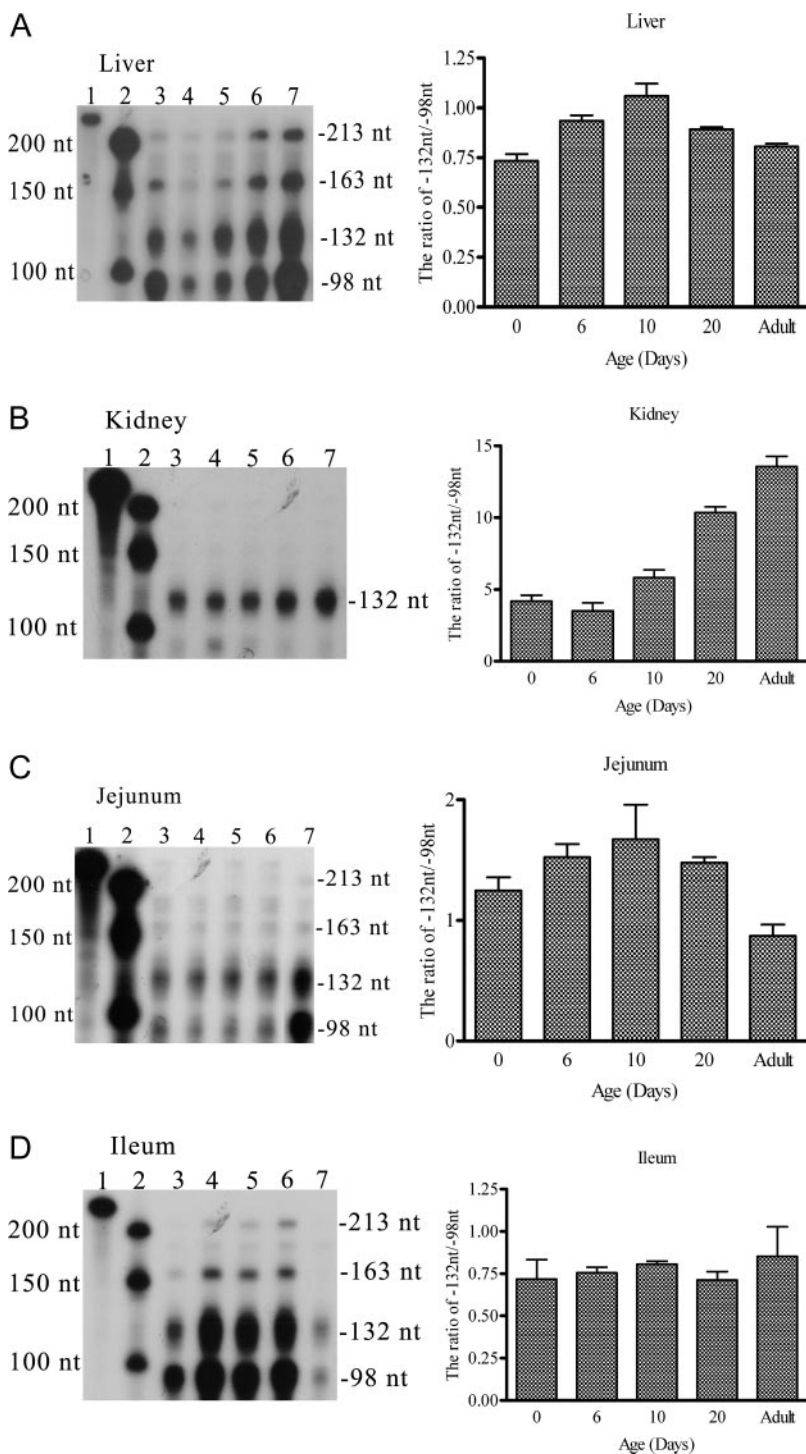 A
Liver
1 2 3 4 5 6 7
200 nt
150 nt
100 nt
-213 nt
-163 nt
-132 nt
-98 nt
Liver
The ratio of -132nt/-98nt
1.25
1.00
0.75
0.50
0.25
0.00
0 6 10 20 Adult
Age (Days)
B
Kidney
1 2 3 4 5 6 7
200 nt
150 nt
100 nt
-132 nt
Kidney
The ratio of -132nt/-98nt
15
10
5
0
0 6 10 20 Adult
Age (Days)
C
Jejunum
1 2 3 4 5 6 7
200 nt
150 nt
100 nt
-213 nt
-163 nt
-132 nt
-98 nt
Jejunum
The ratio of -132nt/-98nt
2
1
0
0 6 10 20 Adult
Age (Days)
D
Ileum
1 2 3 4 5 6 7
200 nt
150 nt
100 nt
-213 nt
-163 nt
-132 nt
-98 nt
Ileum
The ratio of -132nt/-98nt
1.25
1.00
0.75
0.50
0.25
0.00
0 6 10 20 Adult
Age (Days)